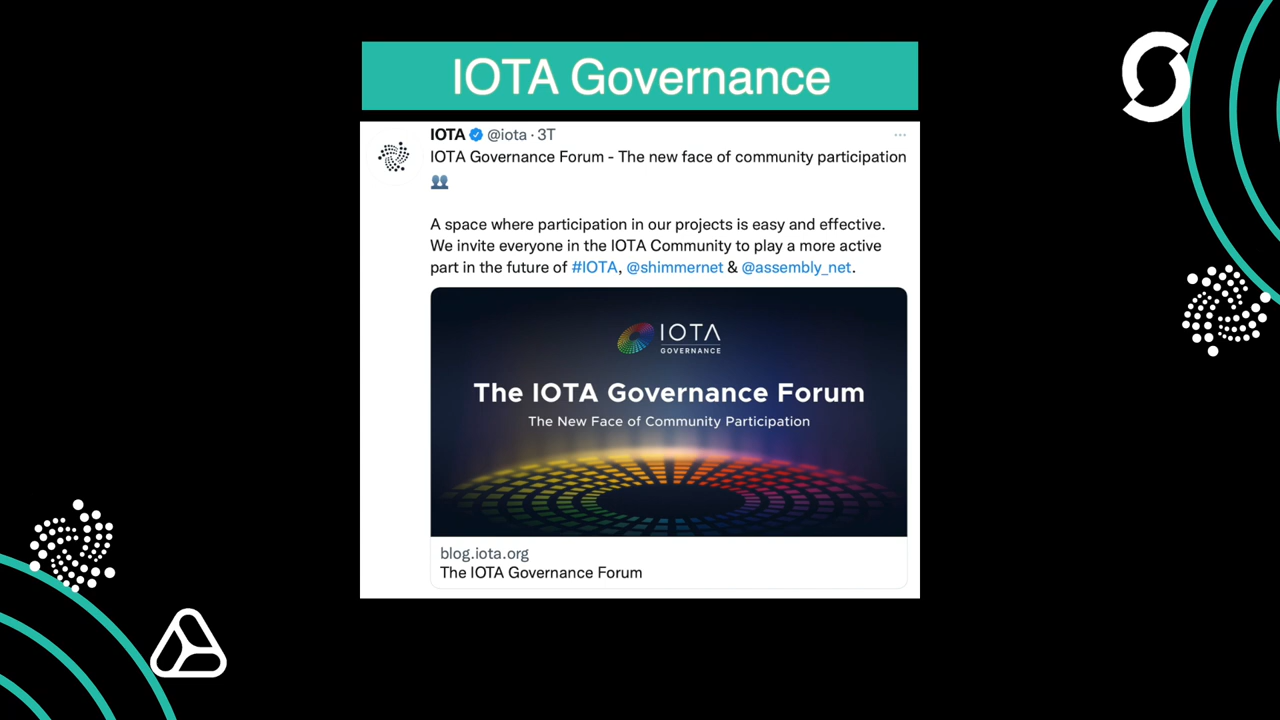 IOTA Governance
IOTA @iota · 3T
IOTA Governance Forum - The new face of community participation
👥
A space where participation in our projects is easy and effective.
We invite everyone in the IOTA Community to play a more active
part in the future of #IOTA, @shimmernet & @assembly_net.
IOTA
GOVERNANCE
The IOTA Governance Forum
The New Face of Community Participation
blog.iota.org
The IOTA Governance Forum